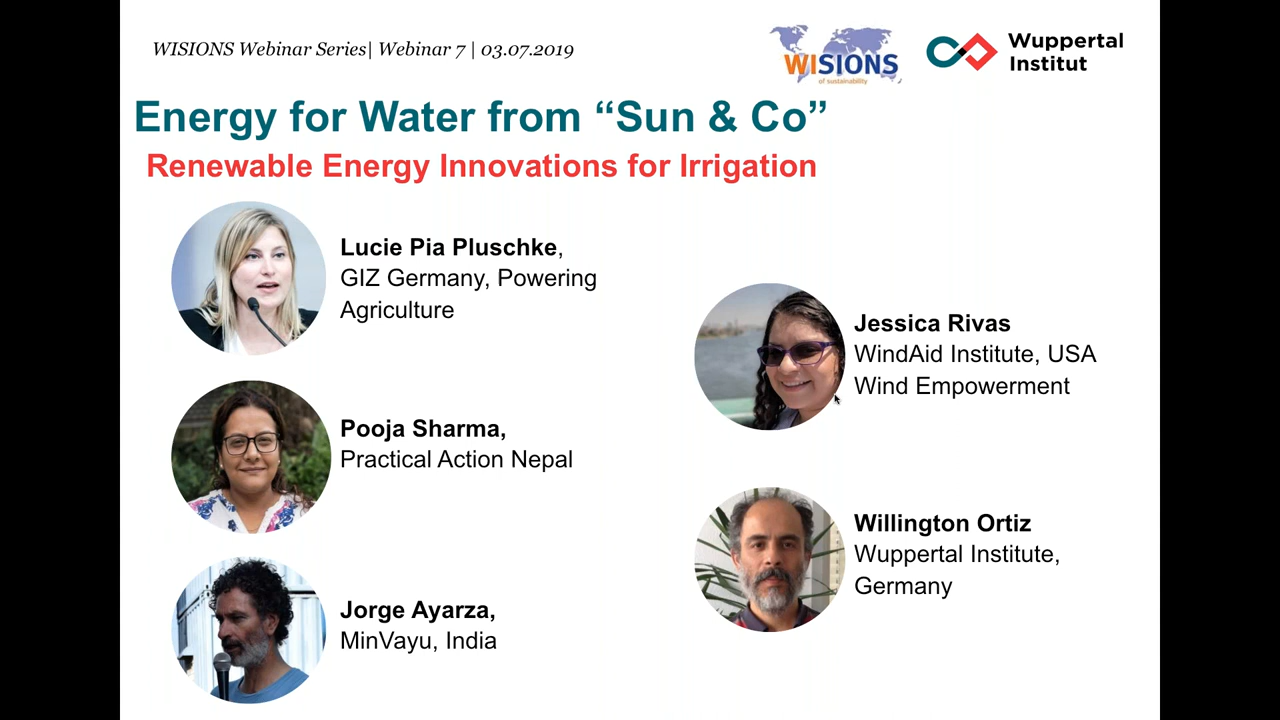 WISIONS Webinar Series| Webinar 7 | 03.07.2019
WISIONS
of sustainability
Wuppertal
Institut
Energy for Water from “Sun & Co”
Renewable Energy Innovations for Irrigation
Lucie Pia Pluschke,
GIZ Germany, Powering
Agriculture
Pooja Sharma,
Practical Action Nepal
Jorge Ayarza,
MinVayu, India
Jessica Rivas
WindAid Institute, USA
Wind Empowerment
Willington Ortiz
Wuppertal Institute,
Germany